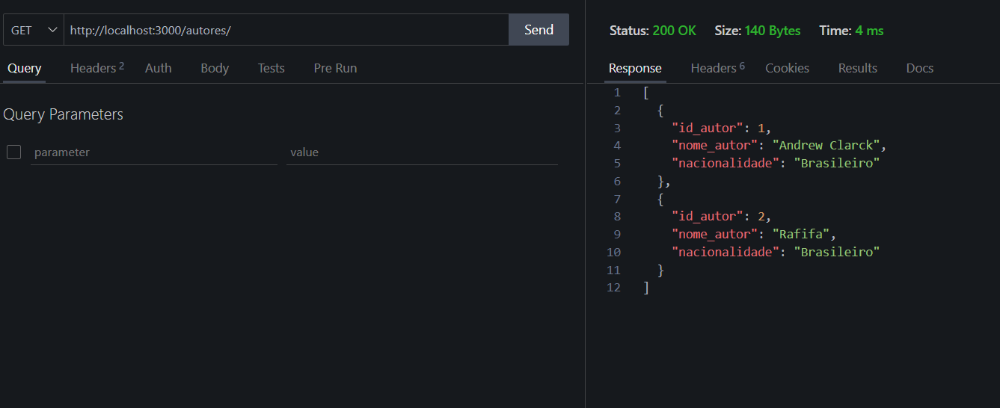 GET http://localhost:3000/autores/ Send
Query Headers 2 Auth Body Tests Pre Run
Query Parameters
parameter value
Status: 200 OK Size: 140 Bytes Time: 4 ms
Response Headers 6 Cookies Results Docs
1 [
2 {
3 "id_autor": 1,
4 "nome_autor": "Andrew Clarck",
5 "nacionalidade": "Brasileiro"
6 },
7 {
8 "id_autor": 2,
9 "nome_autor": "Rafifa",
10 "nacionalidade": "Brasileiro"
11 }
12 ]